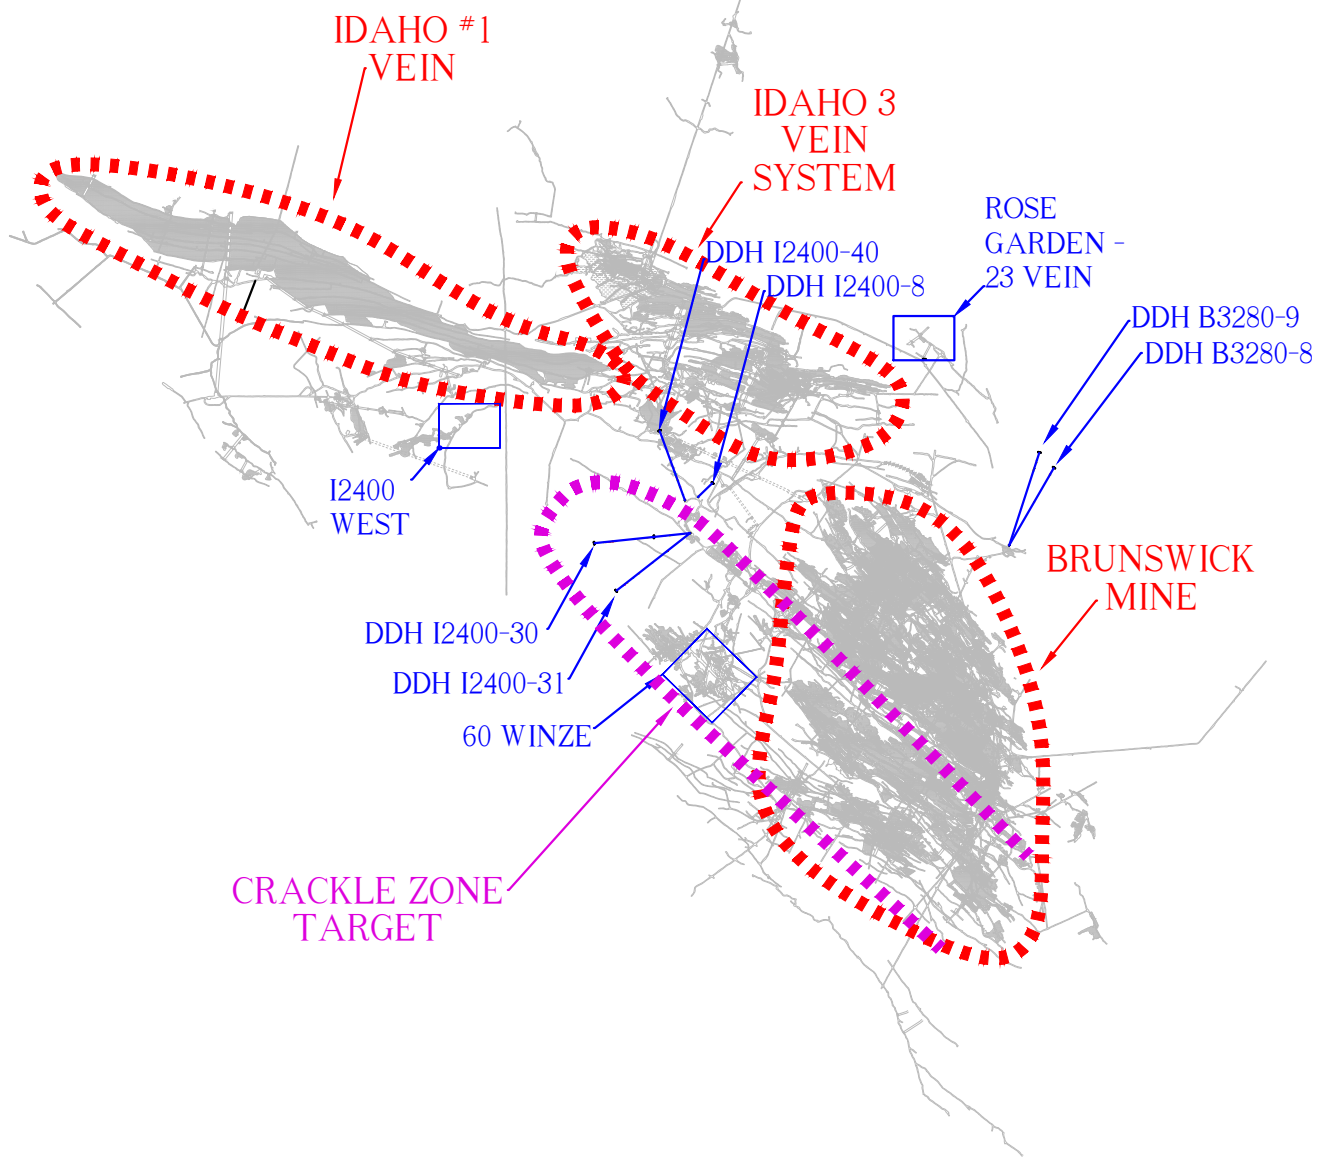 IDAHO #1
VEIN
IDAHO 3
VEIN
SYSTEM
ROSE
GARDEN -
23 VEIN
DDH I2400-40
DDH I2400-8
DDH B3280-9
DDH B3280-8
I2400
WEST
BRUNSWICK
MINE
DDH I2400-30
DDH I2400-31
60 WINZE
CRACKLE ZONE
TARGET